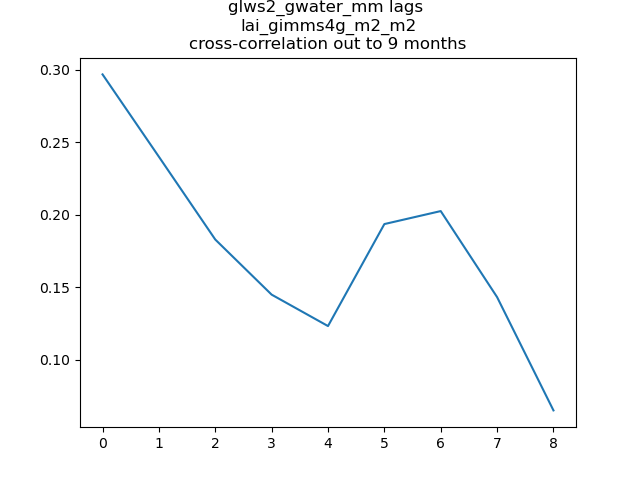 glws2_gwater_mm lags
lai_gimms4g_m2_m2
cross-correlation out to 9 months
0.30
0.25
0.20
0.15
0.10
0 1 2 3 4 5 6 7 8